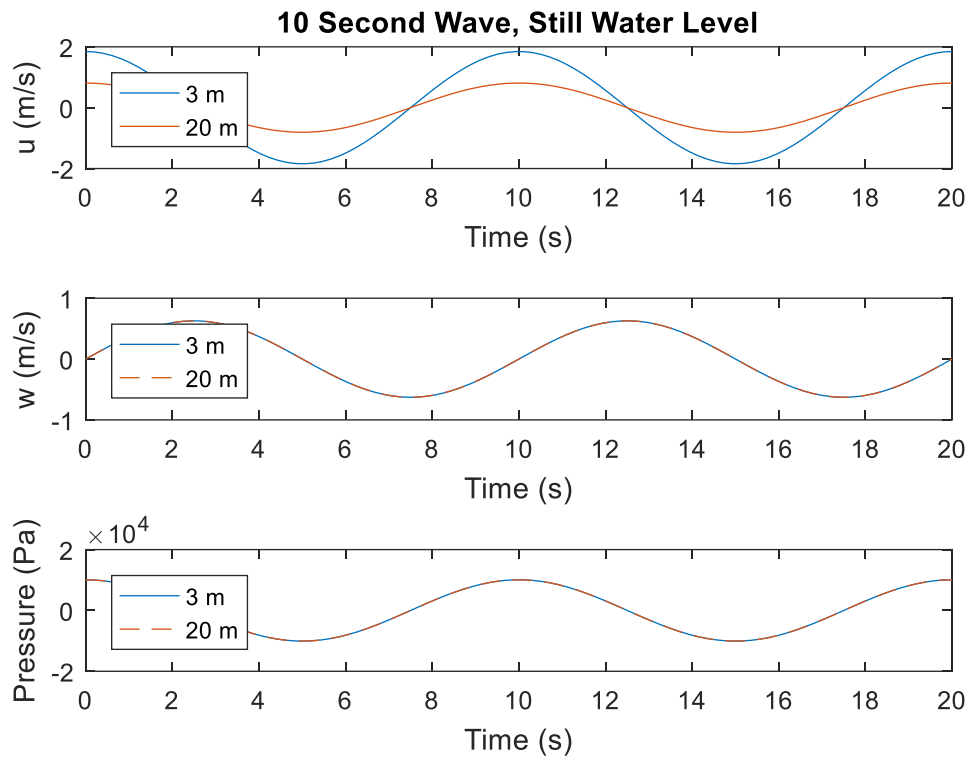 10 Second Wave, Still Water Level
2
0
-2
u (m/s)
3 m
20 m
0 2 4 6 8 10 12 14 16 18 20
Time (s)
1
0
-1
w (m/s)
3 m
20 m
0 2 4 6 8 10 12 14 16 18 20
Time (s)
×10⁴
2
0
-2
Pressure (Pa)
3 m
20 m
0 2 4 6 8 10 12 14 16 18 20
Time (s)